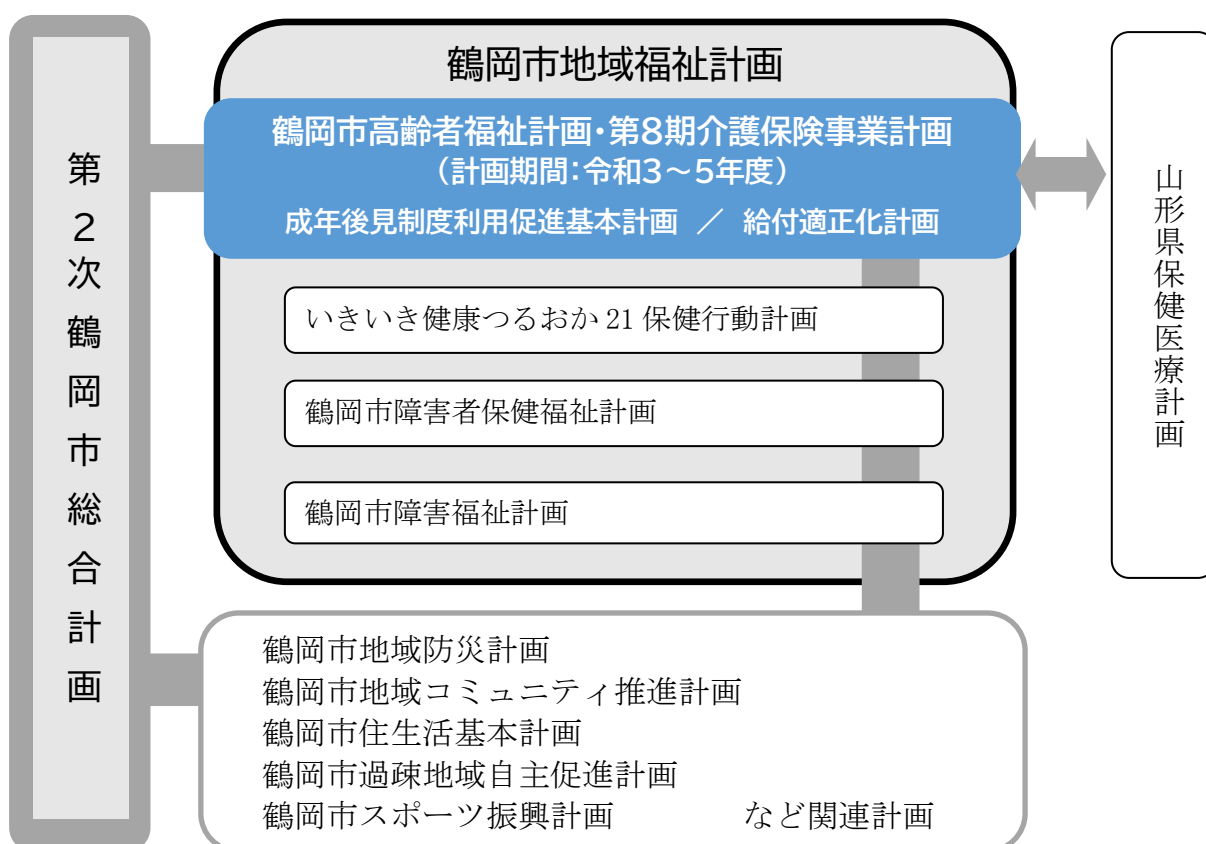 第2次鶴岡市総合計画
鶴岡市地域福祉計画
鶴岡市高齢者福祉計画・第8期介護保険事業計画
（計画期間：令和3～5年度）
成年後見制度利用促進基本計画 ／ 給付適正化計画
いきいき健康つるおか 21 保健行動計画
鶴岡市障害者保健福祉計画
鶴岡市障害福祉計画
山形県保健医療計画
鶴岡市地域防災計画
鶴岡市地域コミュニティ推進計画
鶴岡市住生活基本計画
鶴岡市過疎地域自主促進計画
鶴岡市スポーツ振興計画　　　　など関連計画